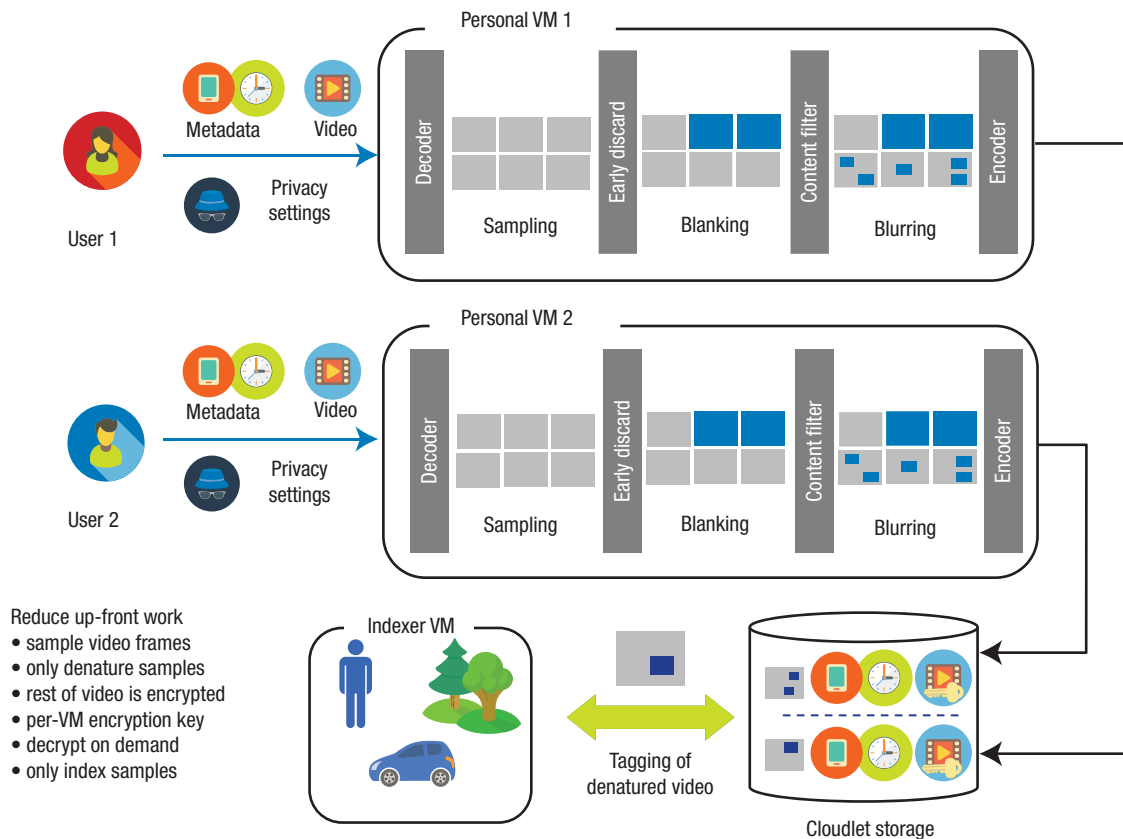 Personal VM 1
Metadata
Video
Privacy
settings
User 1
Decoder
Sampling
Early discard
Blanking
Content filter
Blurring
Encoder
Personal VM 2
Metadata
Video
Privacy
settings
User 2
Decoder
Sampling
Early discard
Blanking
Content filter
Blurring
Encoder
Reduce up-front work
• sample video frames
• only denature samples
• rest of video is encrypted
• per-VM encryption key
• decrypt on demand
• only index samples
Indexer VM
Tagging of
denatured video
Cloudlet storage